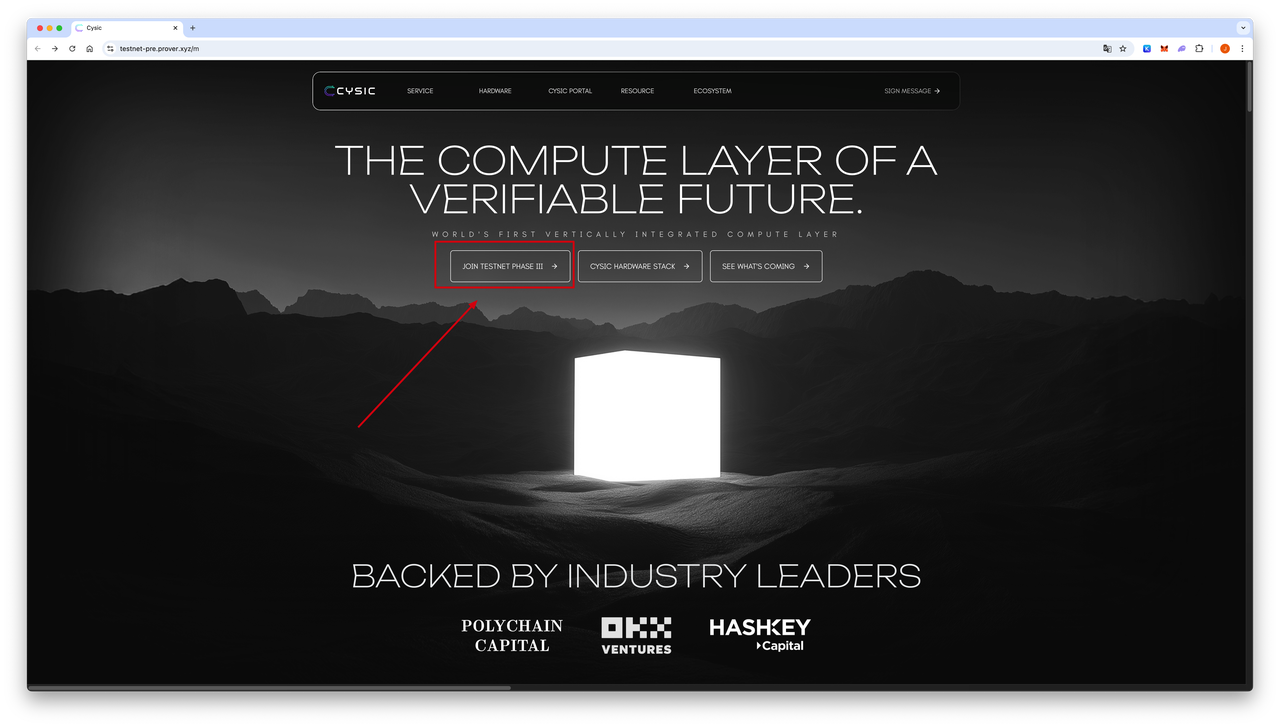 Cysic
testnet-pre.prover.xyz/m
J
CYSIC
SERVICE
HARDWARE
CYSIC PORTAL
RESOURCE
ECOSYSTEM
SIGN MESSAGE →
THE COMPUTE LAYER OF A
VERIFIABLE FUTURE.
WORLD'S FIRST VERTICALLY INTEGRATED COMPUTE LAYER
JOIN TESTNET PHASE III →
CYSIC HARDWARE STACK →
SEE WHAT'S COMING →
BACKED BY INDUSTRY LEADERS
POLYCHAIN
CAPITAL
OKX
VENTURES
HASHKEY
Capital